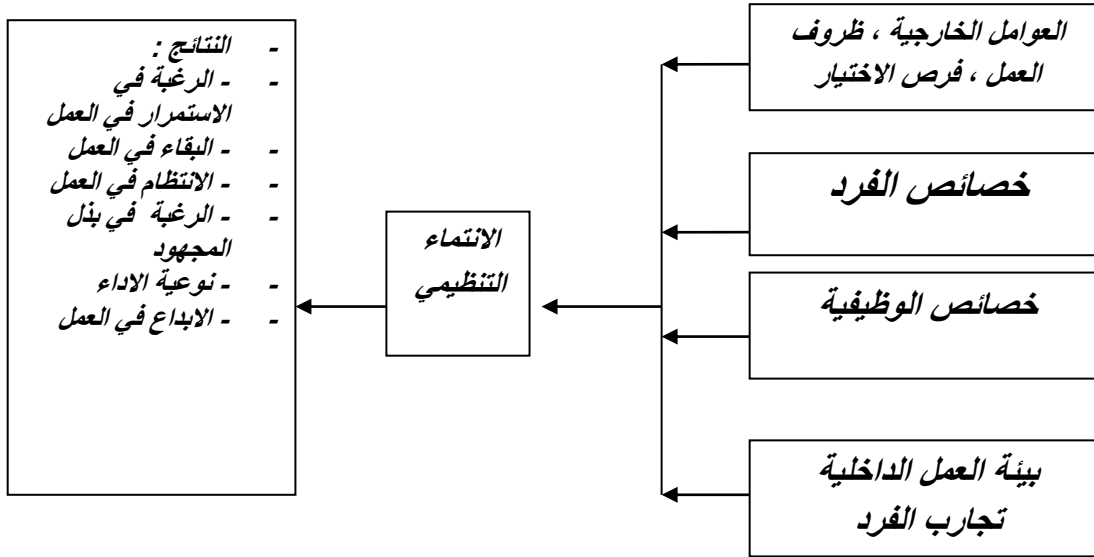 العوامل الخارجية ، ظروف
العمل ، فرص الاختيار
خصائص الفرد
خصائص الوظيفية
بيئة العمل الداخلية
تجارب الفرد
الانتماء
التنظيمي
- النتائج :
- - الرغبة في
الاستمرار في العمل
- - البقاء في العمل
- - الانتظام في العمل
- - الرغبة في بذل
المجهود
- - نوعية الاداء
- - الابداع في العمل